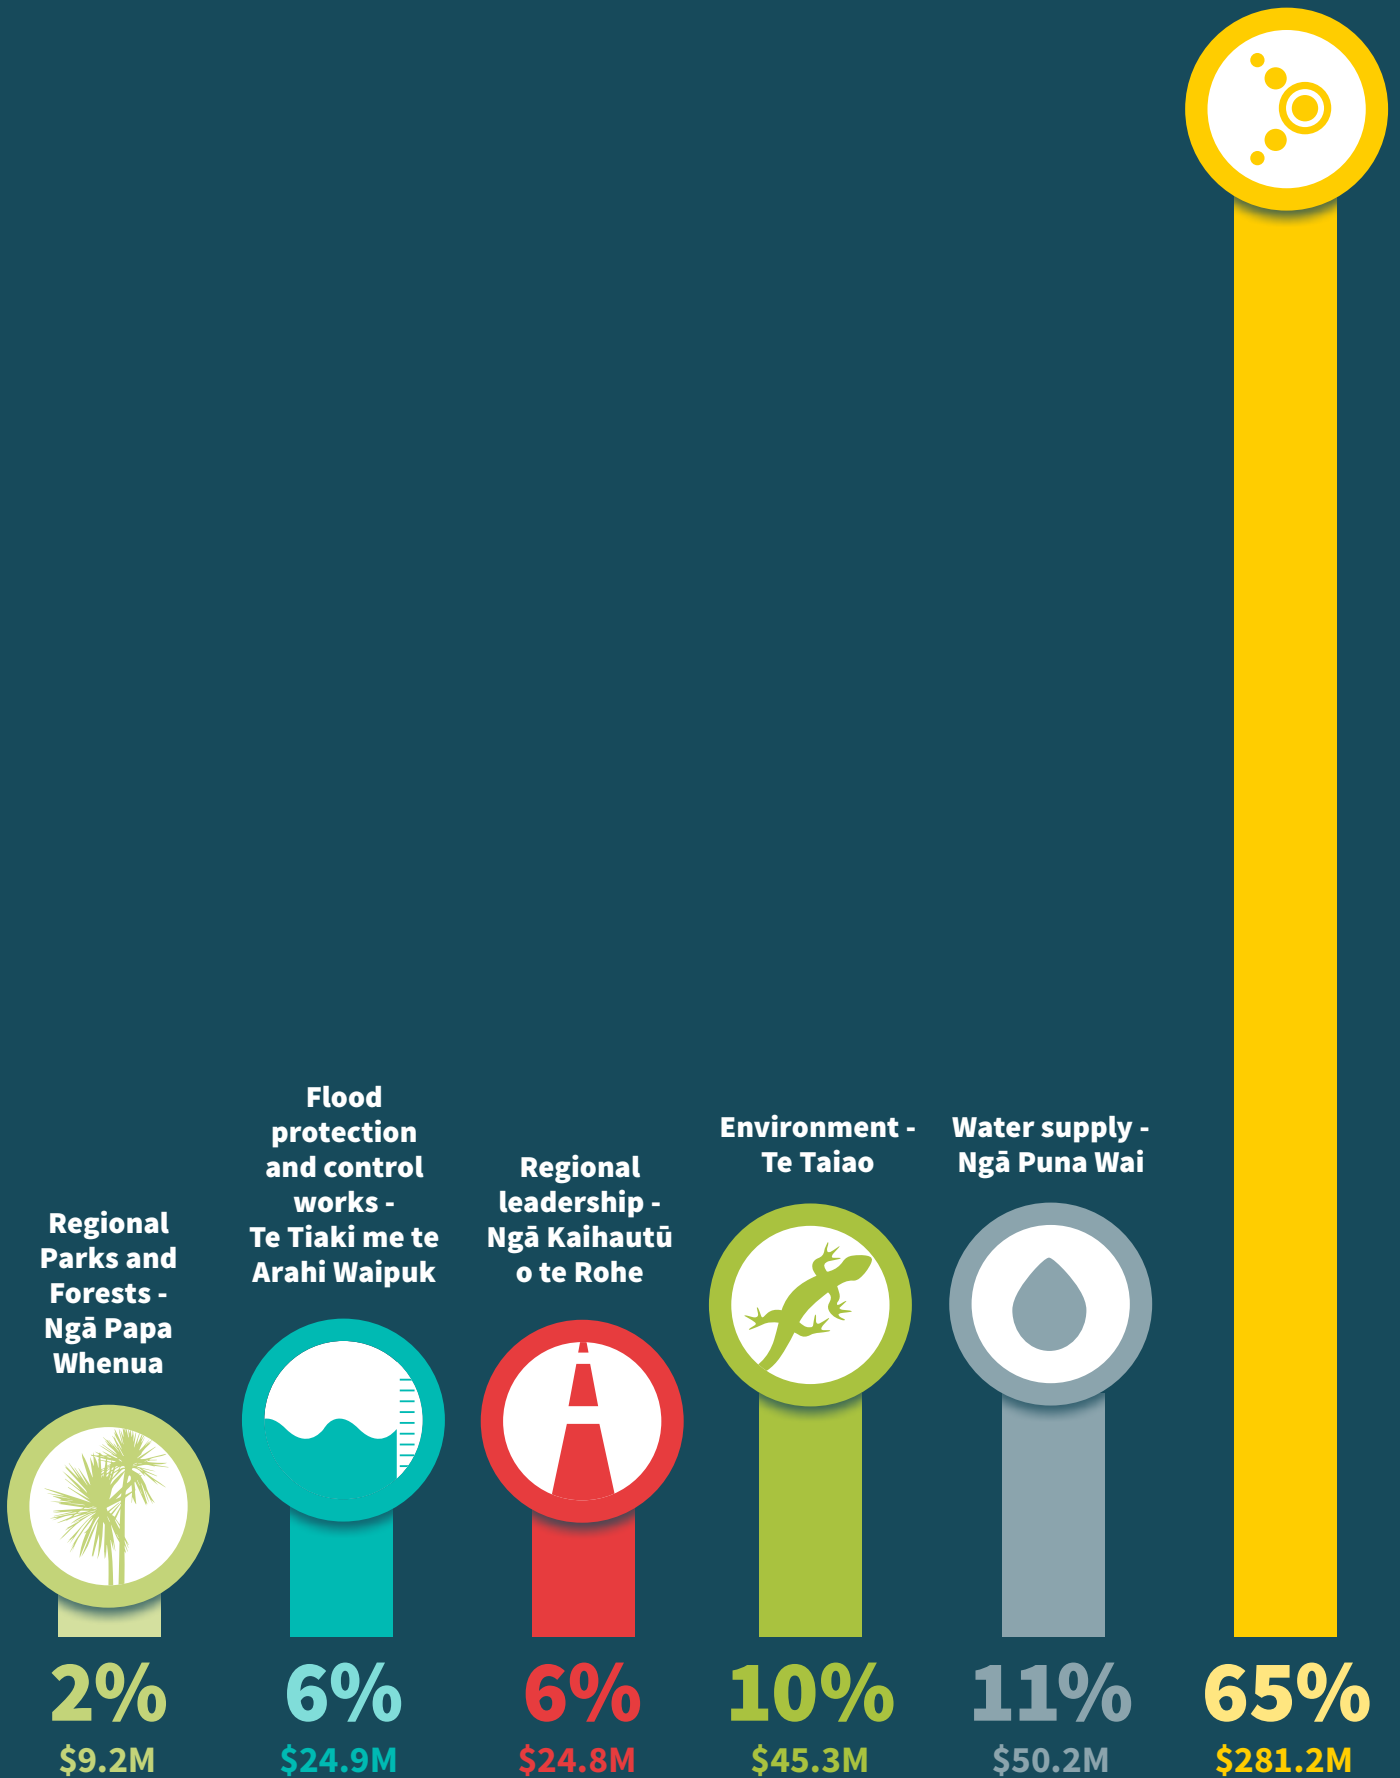 Regional
Parks and
Forests -
Ngā Papa
Whenua
2%
$9.2M
Flood
protection
and control
works -
Te Tiaki me te
Arahi Waipuk
6%
$24.9M
Regional
leadership -
Ngā Kaihautū
o te Rohe
6%
$24.8M
Environment -
Te Taiao
10%
$45.3M
Water supply -
Ngā Puna Wai
11%
$50.2M
65%
$281.2M